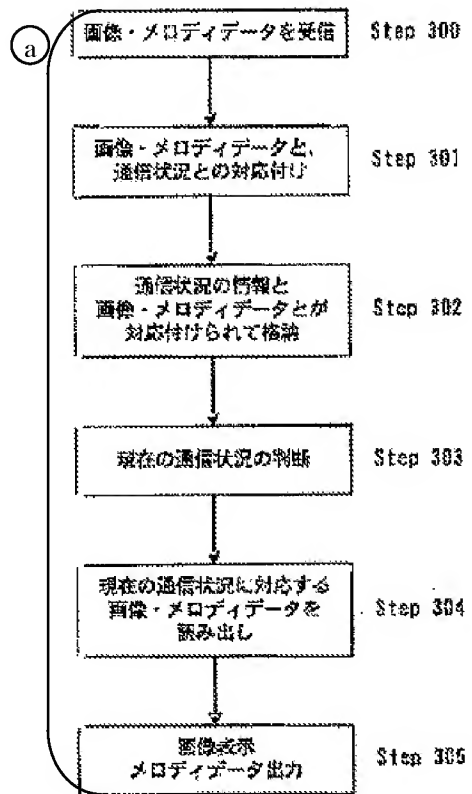 a
画像・メロディデータを受信 Step 300
画像・メロディデータと、
通信状況との対応付け
Step 301
通信状況の情報と
画像・メロディデータとが
対応付けられて格納
Step 302
現在の通信状況の判断 Step 303
現在の通信状況に対応する
画像・メロディデータを
読み出し
Step 304
画像表示
メロディデータ出力
Step 305